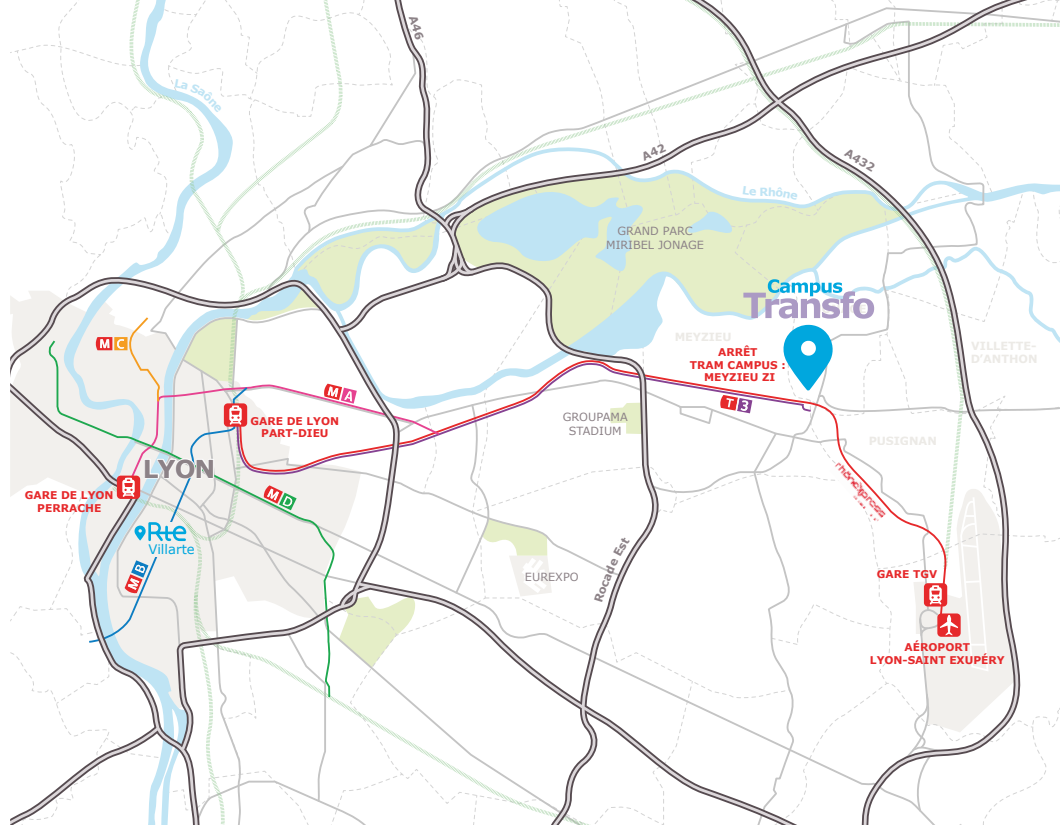 A46
La Saône
A42
A432
Le Rhône
GRAND PARC
MIRIBEL JONAGE
Campus
Transfo
MEYZIEU
VILLETTE-
D'ANTHON
M C
ARRÊT
TRAM CAMPUS :
MEYZIEU ZI
M A
T 3
GARE DE LYON
PART-DIEU
GROUPAMA
STADIUM
PUSIGNAN
LYON
rhônexpress
GARE DE LYON
PERRACHE
M D
Rte
Villarte
M B
EUREXPO
Rocade Est
GARE TGV
AÉROPORT
LYON-SAINT EXUPÉRY